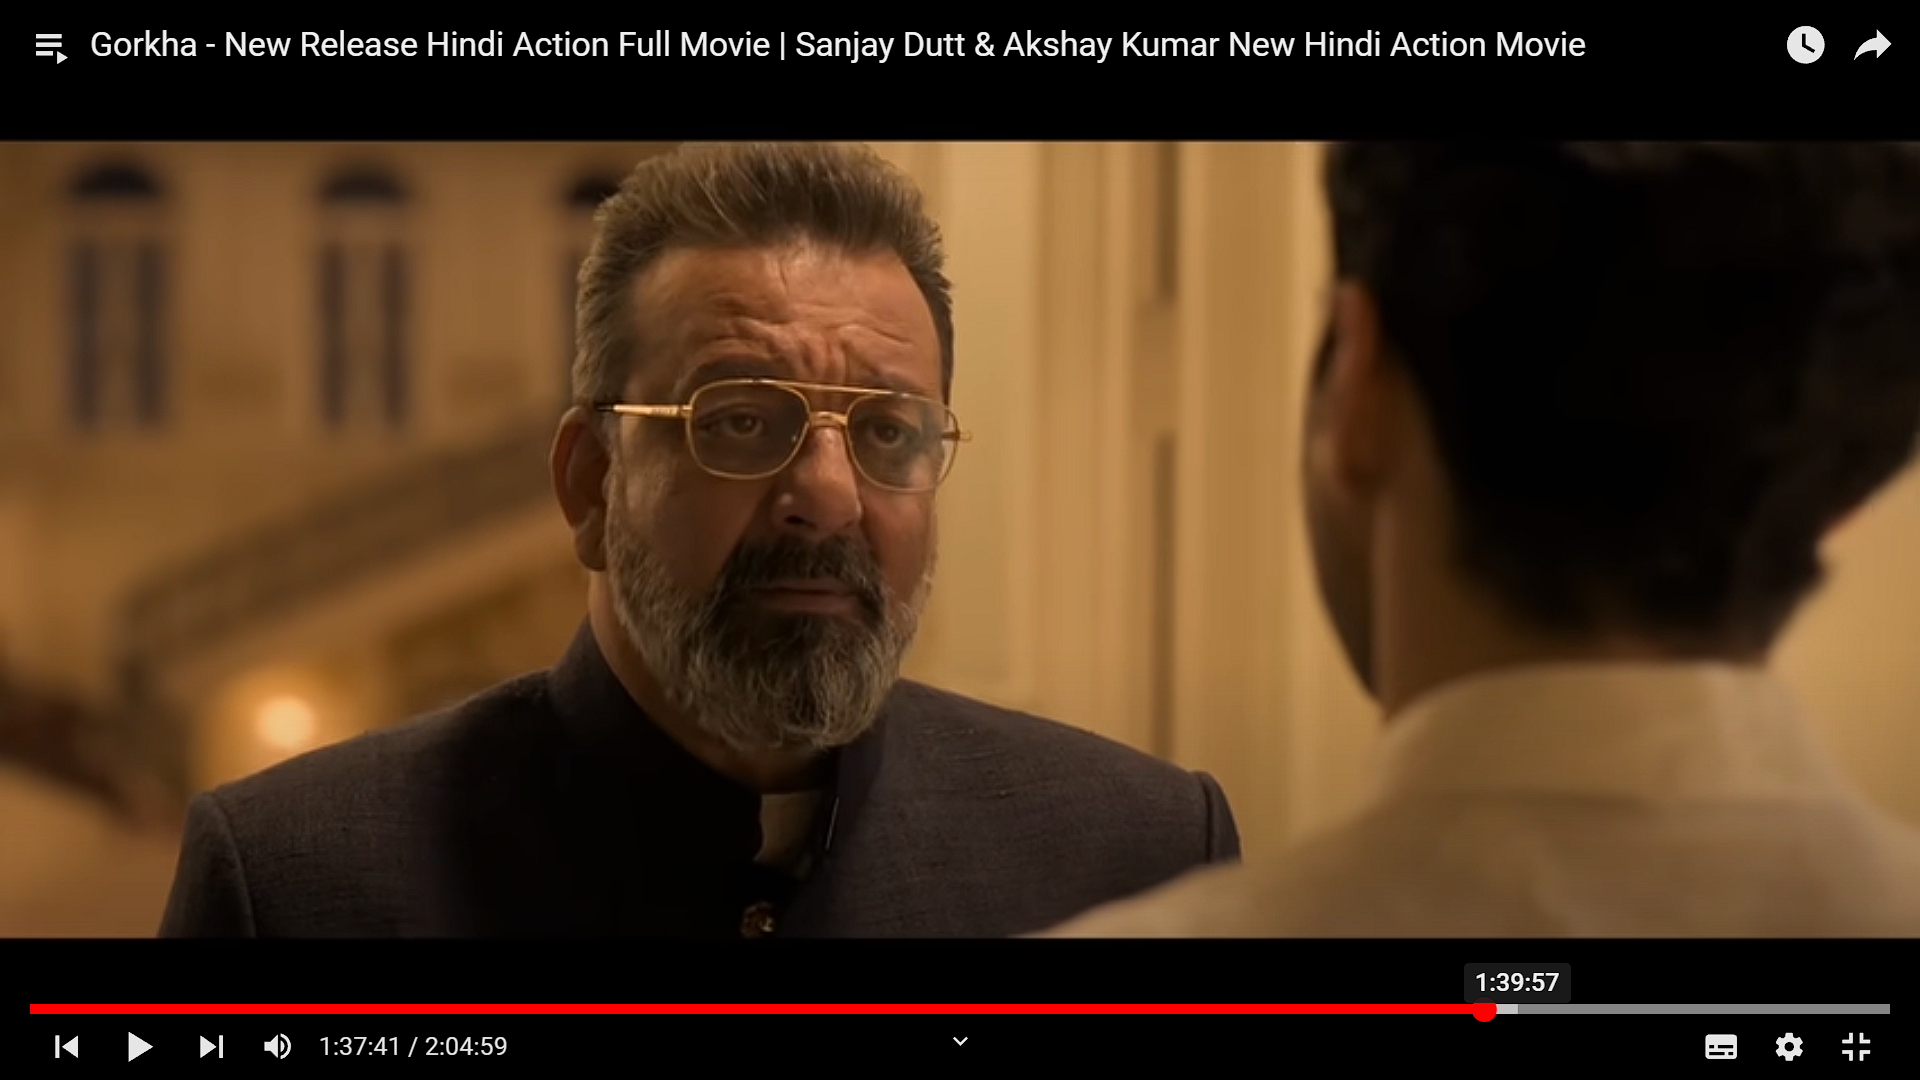 Gorkha - New Release Hindi Action Full Movie | Sanjay Dutt & Akshay Kumar New Hindi Action Movie
1:39:57
1:37:41 / 2:04:59